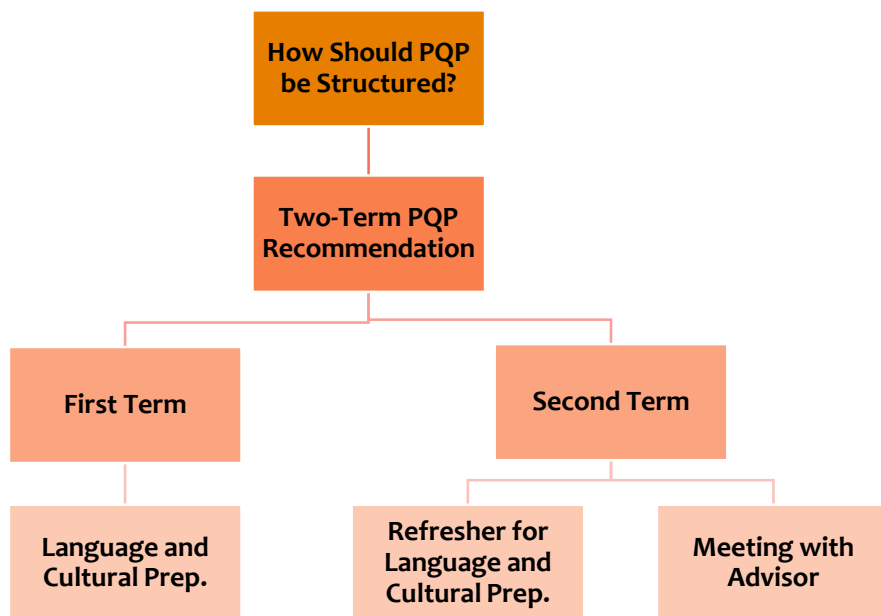 How Should PQP
be Structured?
Two-Term PQP
Recommendation
First Term
Second Term
Language and
Cultural Prep.
Refresher for
Language and
Cultural Prep.
Meeting with
Advisor